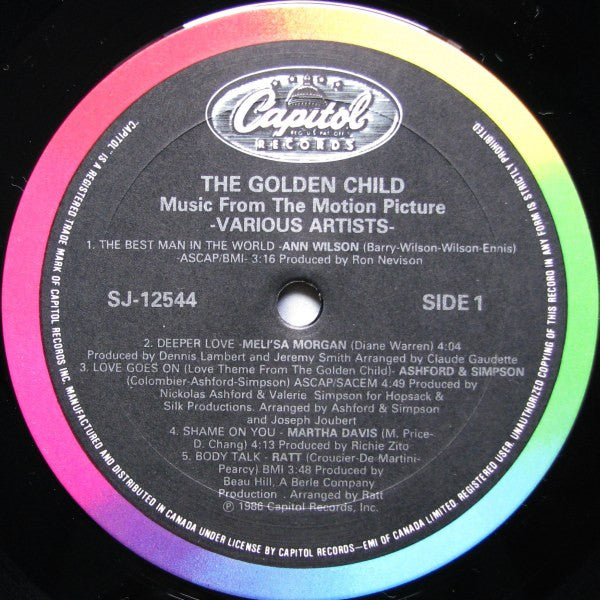 Capitol
REG. U.S. PAT. OFF.
RECORDS
THE GOLDEN CHILD
Music From The Motion Picture
-VARIOUS ARTISTS-
1. THE BEST MAN IN THE WORLD -ANN WILSON (Barry-Wilson-Wilson-Ennis)
-ASCAP/BMI- 3:16 Produced by Ron Nevison
SJ-12544
SIDE 1
2. DEEPER LOVE -MELI'SA MORGAN (Diane Warren) 4:04
Produced by Dennis Lambert and Jeremy Smith Arranged by Claude Gaudette
3. LOVE GOES ON (Love Theme From The Golden Child)- ASHFORD & SIMPSON
(Colombier-Ashford-Simpson) ASCAP/SACEM 4:49 Produced by
Nickolas Ashford & Valerie Simpson for Hopsack &
Silk Productions. Arranged by Ashford & Simpson
and Joseph Joubert
4. SHAME ON YOU - MARTHA DAVIS (M. Price-
D. Chang) 4:13 Produced by Richie Zito
5. BODY TALK - RATT (Croucier-De Martini-
Pearcy) BMI 3:48 Produced by
Beau Hill, A Berle Company
Production . Arranged by Ratt
℗ 1986 Capitol Records, Inc.
"CAPITOL" IS A REGISTERED TRADE MARK OF CAPITOL RECORDS INC. MANUFACTURED AND DISTRIBUTED IN CANADA UNDER LICENSE BY CAPITOL RECORDS—EMI OF CANADA LIMITED. REGISTERED USER. UNAUTHORIZED COPYING OF THIS RECORD IN ANY FORM IS STRICTLY PROHIBITED